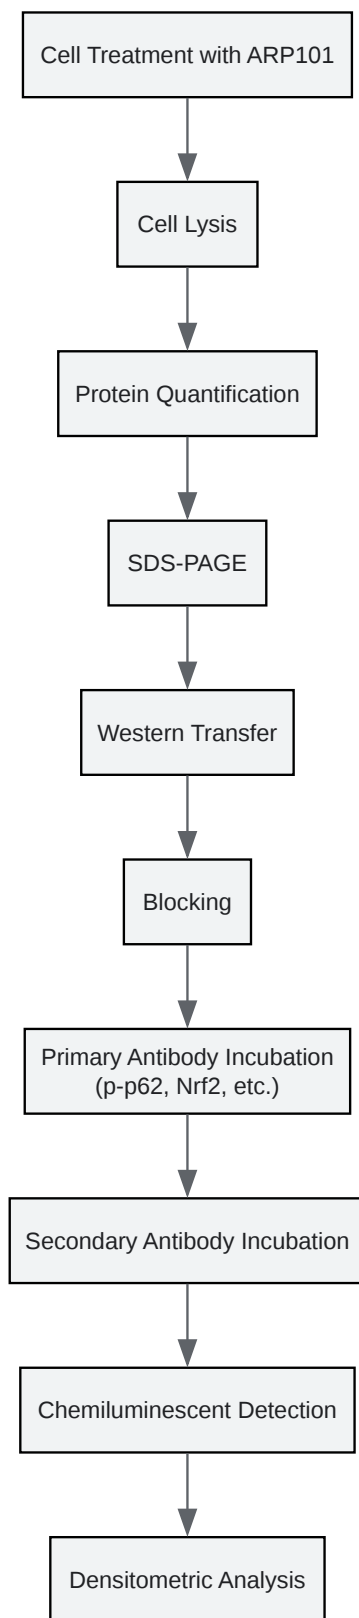 Cell Treatment with ARP101
Cell Lysis
Protein Quantification
SDS-PAGE
Western Transfer
Blocking
Primary Antibody Incubation
(p-p62, Nrf2, etc.)
Secondary Antibody Incubation
Chemiluminescent Detection
Densitometric Analysis